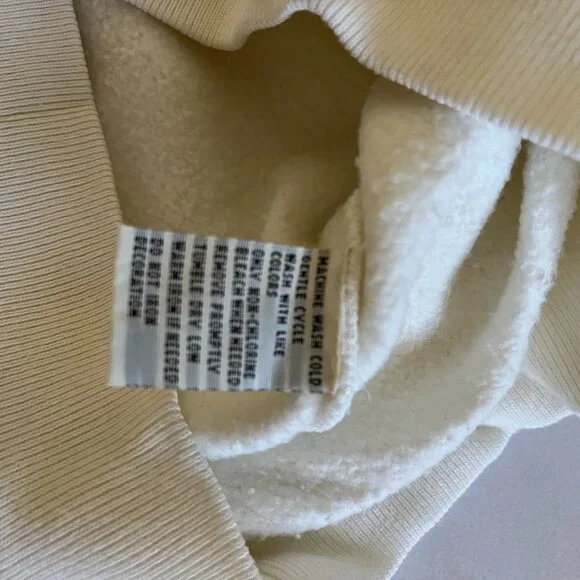 MACHINE WASH COLD
GENTLE CYCLE
WASH WITH LIKE
COLORS
ONLY NON-CHLORINE
BLEACH WHEN NEEDED
REMOVE PROMPTLY
TUMBLE DRY LOW
WARM IRON IF NEEDED
DO NOT IRON
DECORATION